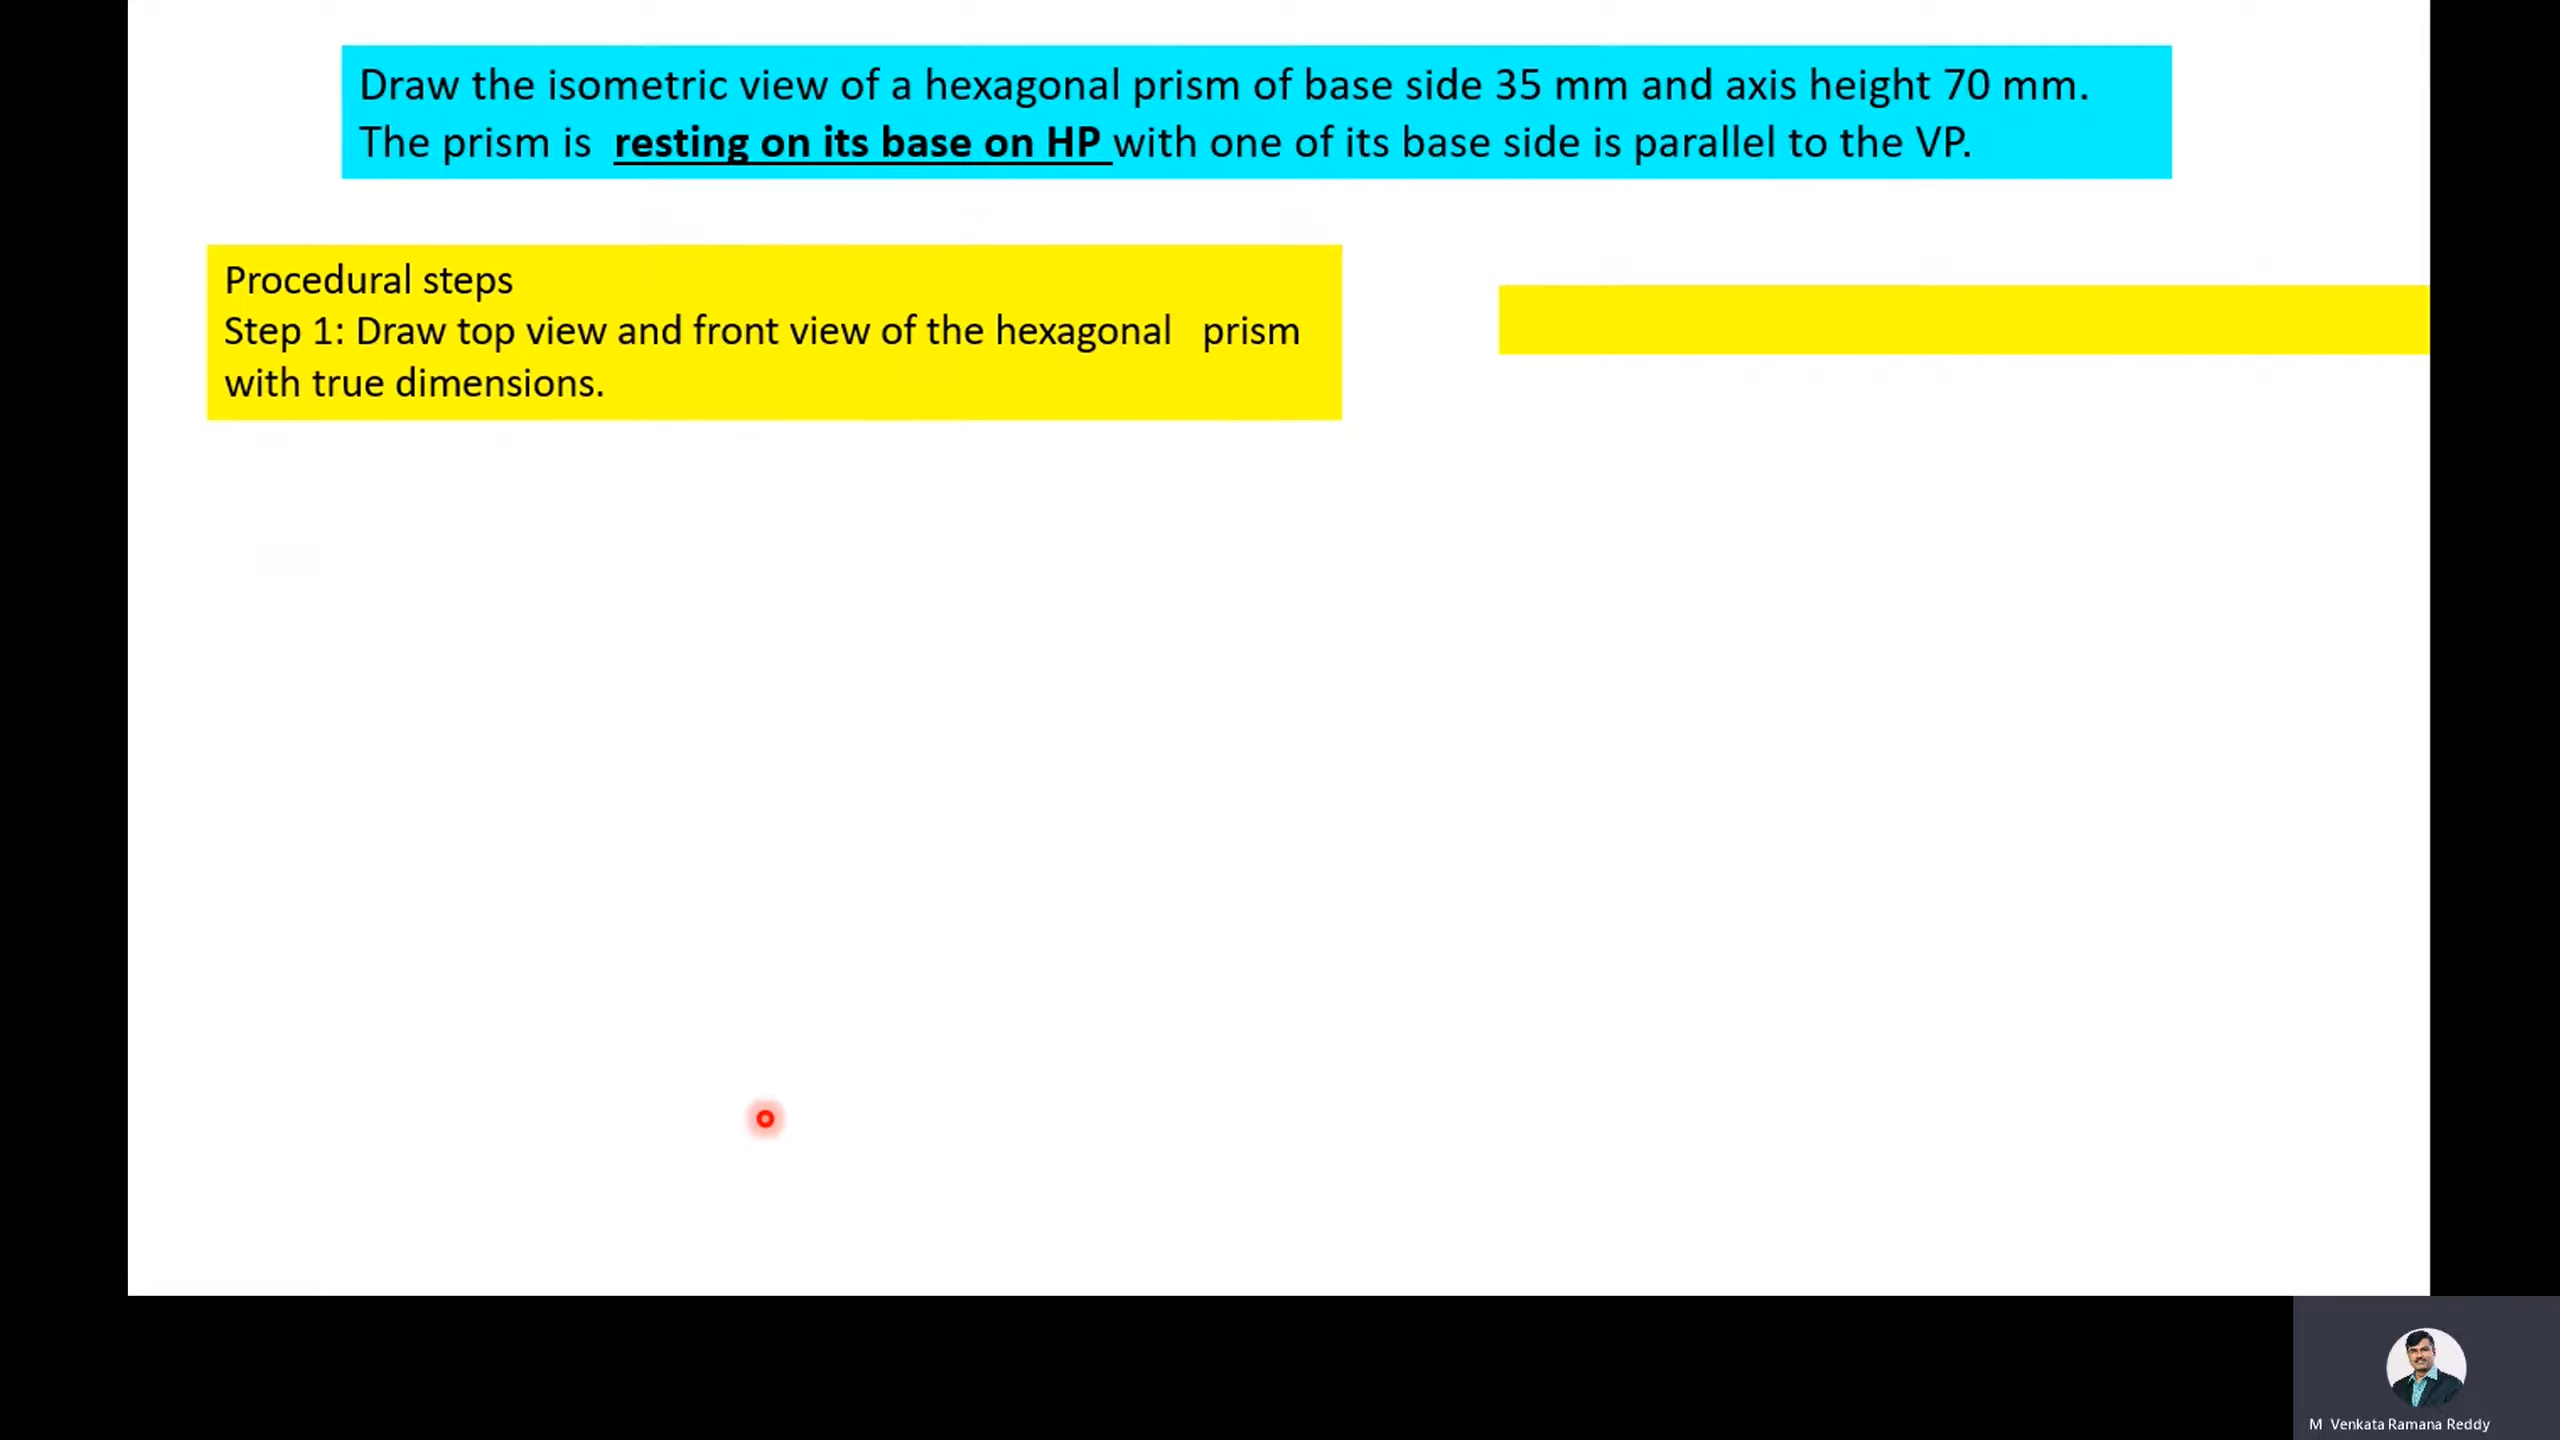 Draw the isometric view of a hexagonal prism of base side 35 mm and axis height 70 mm.
The prism is resting on its base on HP with one of its base side is parallel to the VP.
Procedural steps
Step 1: Draw top view and front view of the hexagonal prism
with true dimensions.
M Venkata Ramana Reddy